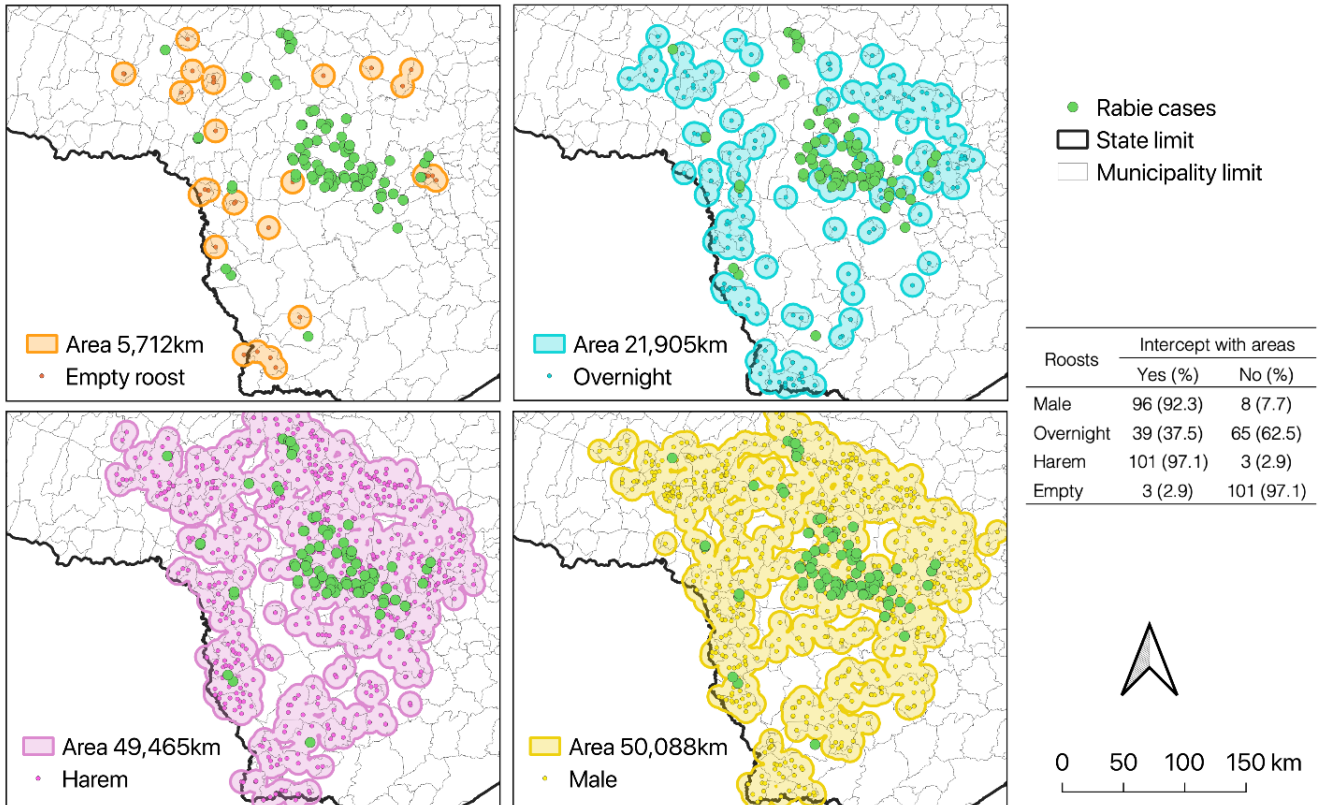 Area 5,712km
Empty roost
Area 21,905km
Overnight
Area 49,465km
Harem
Area 50,088km
Male
Rabie cases
State limit
Municipality limit
Roosts Intercept with areas
Yes (%) No (%)
Male 96 (92.3) 8 (7.7)
Overnight 39 (37.5) 65 (62.5)
Harem 101 (97.1) 3 (2.9)
Empty 3 (2.9) 101 (97.1)
0 50 100 150 km